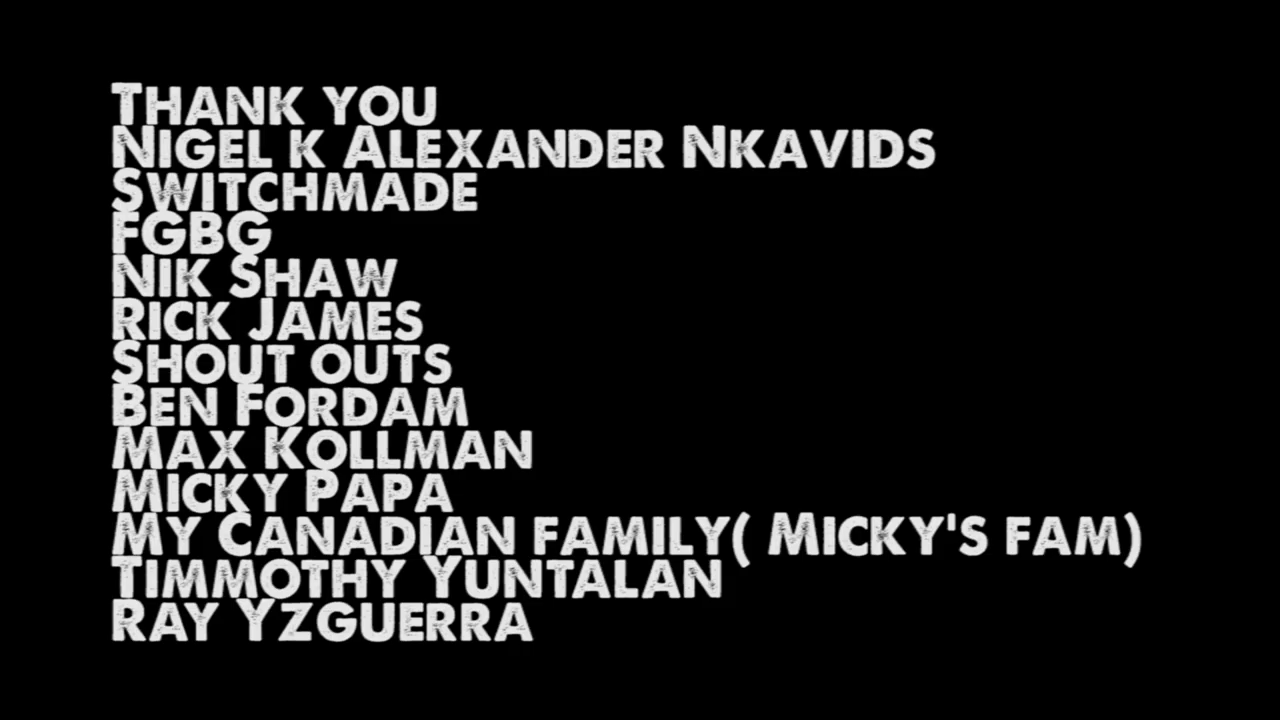 Thank you
Nigel k Alexander Nkavids
Switchmade
FGBG
Nik Shaw
Rick James
Shout outs
Ben Fordam
Max Kollman
Micky Papa
My Canadian family( Micky's fam)
Timmothy Yuntalan
Ray Yzguerra